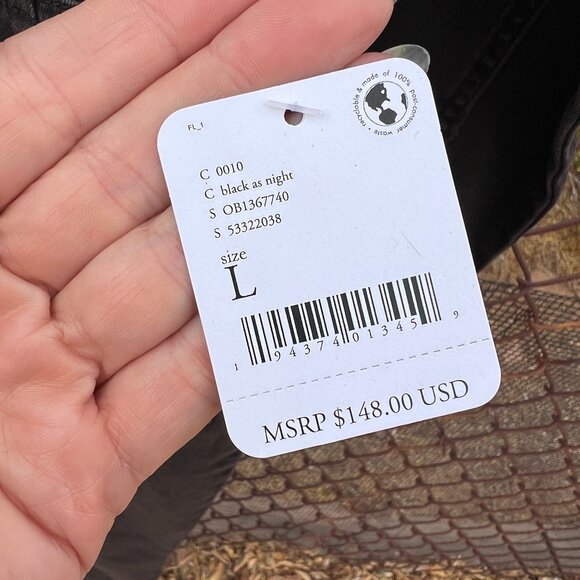 FL_1
recyclable & made of 100% post-consumer waste •
C 0010
C black as night
S OB1367740
S 53322038
size
L
1 94374 01345 9
MSRP $148.00 USD